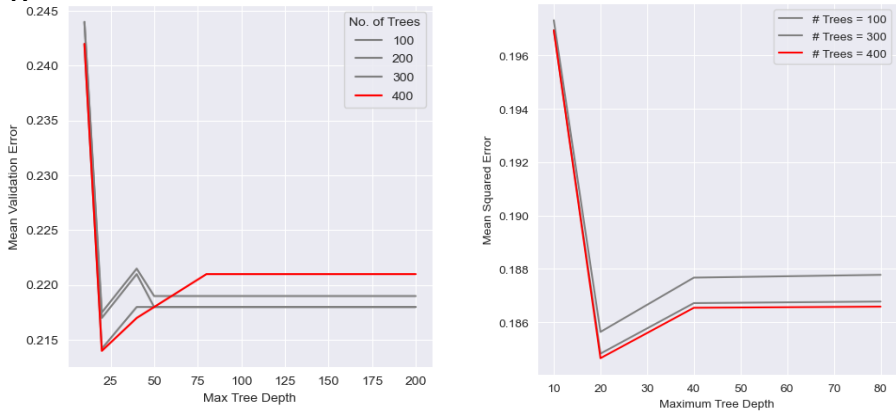 0.245
0.240
0.235
0.230
0.225
0.220
0.215
Mean Validation Error
No. of Trees
100
200
300
400
25 50 75 100 125 150 175 200
Max Tree Depth
0.196
0.194
0.192
0.190
0.188
0.186
Mean Squared Error
# Trees = 100
# Trees = 300
# Trees = 400
10 20 30 40 50 60 70 80
Maximum Tree Depth